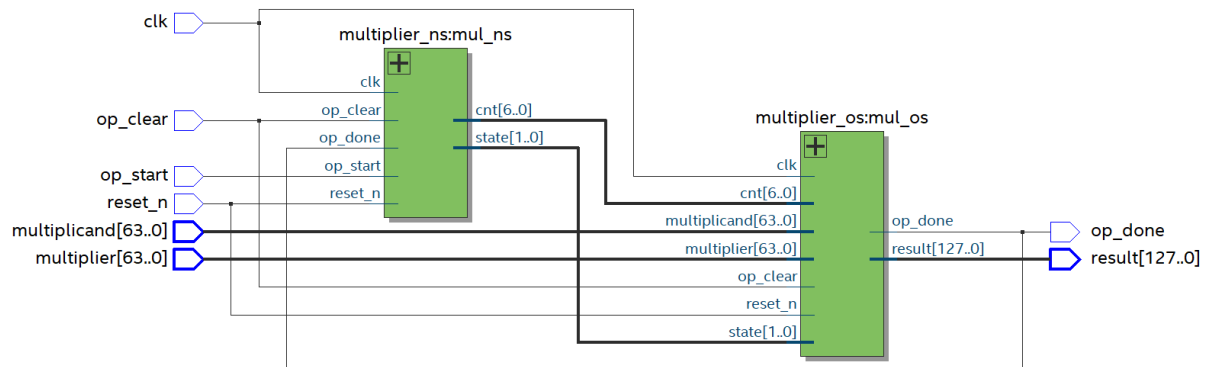 clk
op_clear
op_start
reset_n
multiplicand[63..0]
multiplier[63..0]
multiplier_ns:mul_ns
clk
op_clear
op_done
op_start
reset_n
cnt[6..0]
state[1..0]
multiplier_os:mul_os
clk
cnt[6..0]
multiplicand[63..0]
multiplier[63..0]
op_clear
reset_n
state[1..0]
op_done
result[127..0]
op_done
result[127..0]